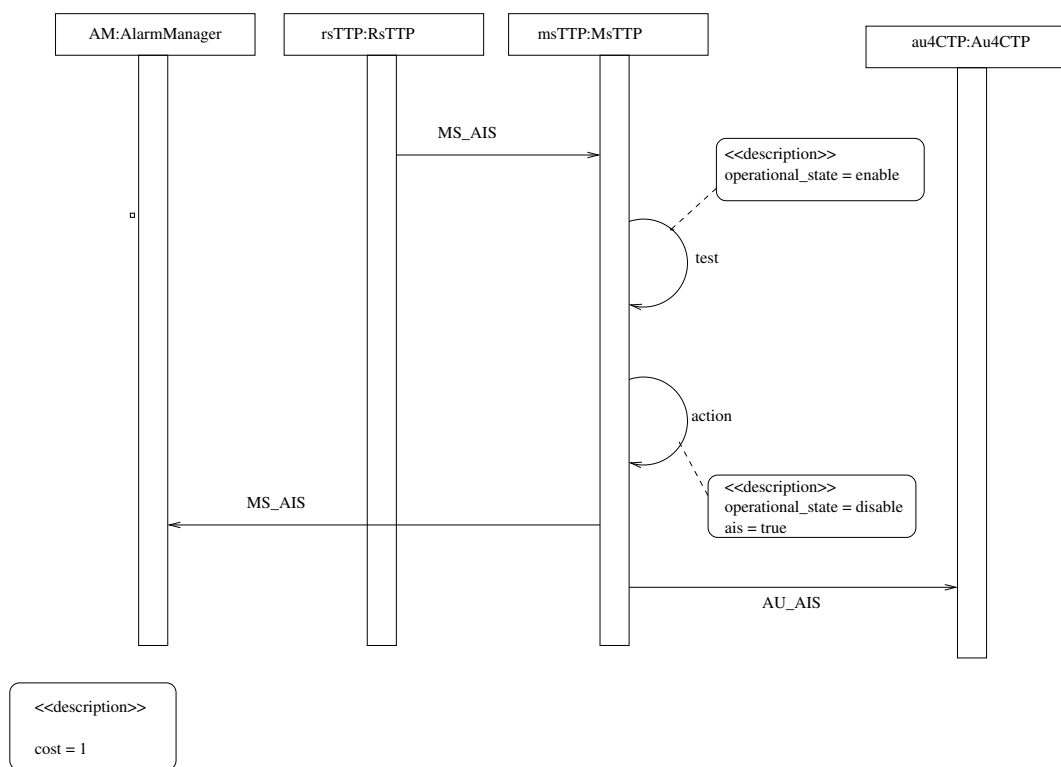 AM:AlarmManager
rsTTP:RsTTP
msTTP:MsTTP
au4CTP:Au4CTP
MS_AIS
<<description>>
operational_state = enable
test
action
<<description>>
operational_state = disable
ais = true
MS_AIS
AU_AIS
<<description>>
cost = 1